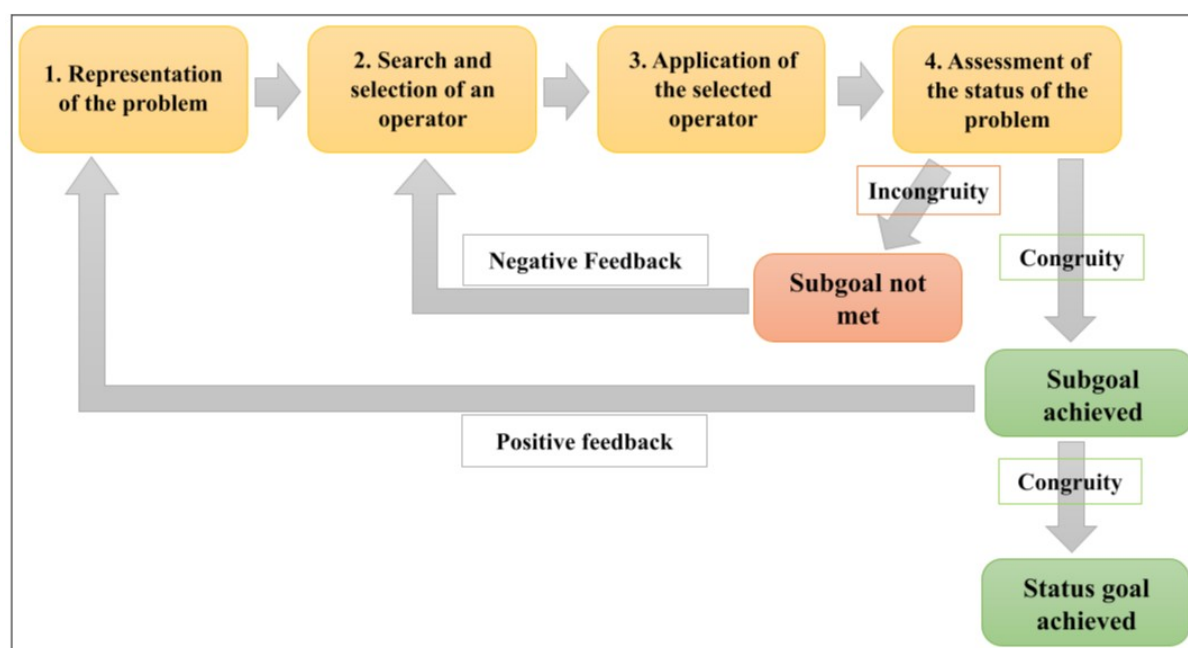 1. Representation
of the problem
2. Search and
selection of an
operator
3. Application of
the selected
operator
4. Assessment of
the status of the
problem
Incongruity
Negative Feedback
Subgoal not
met
Congruity
Subgoal
achieved
Positive feedback
Congruity
Status goal
achieved